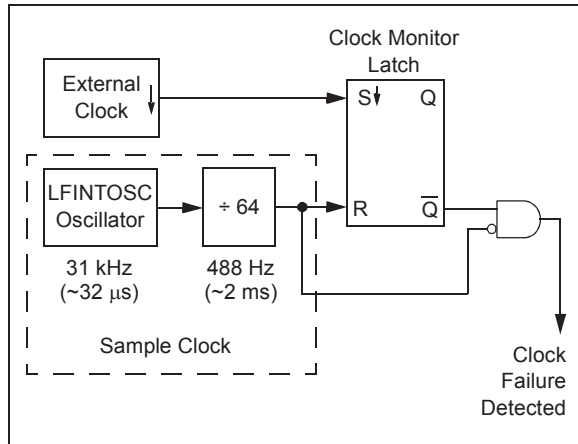 Clock Monitor
Latch
External
Clock
S
Q
LFINTOSC
Oscillator
÷ 64
R
Q
31 kHz
(~32 μs)
488 Hz
(~2 ms)
Sample Clock
Clock
Failure
Detected